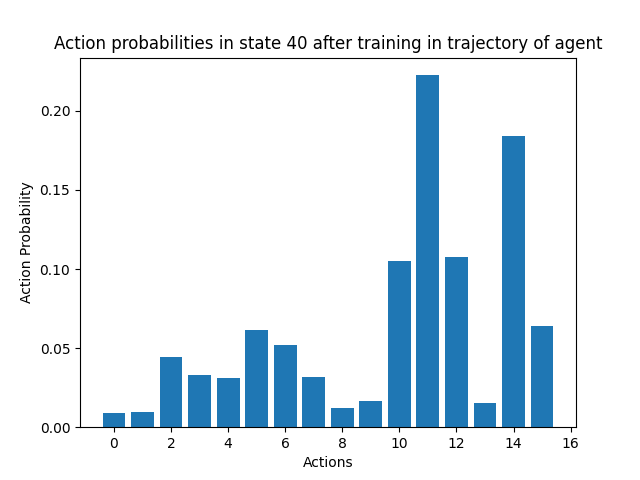 Action probabilities in state 40 after training in trajectory of agent
0.20
0.15
0.10
0.05
0.00
Action Probability
0 2 4 6 8 10 12 14 16
Actions